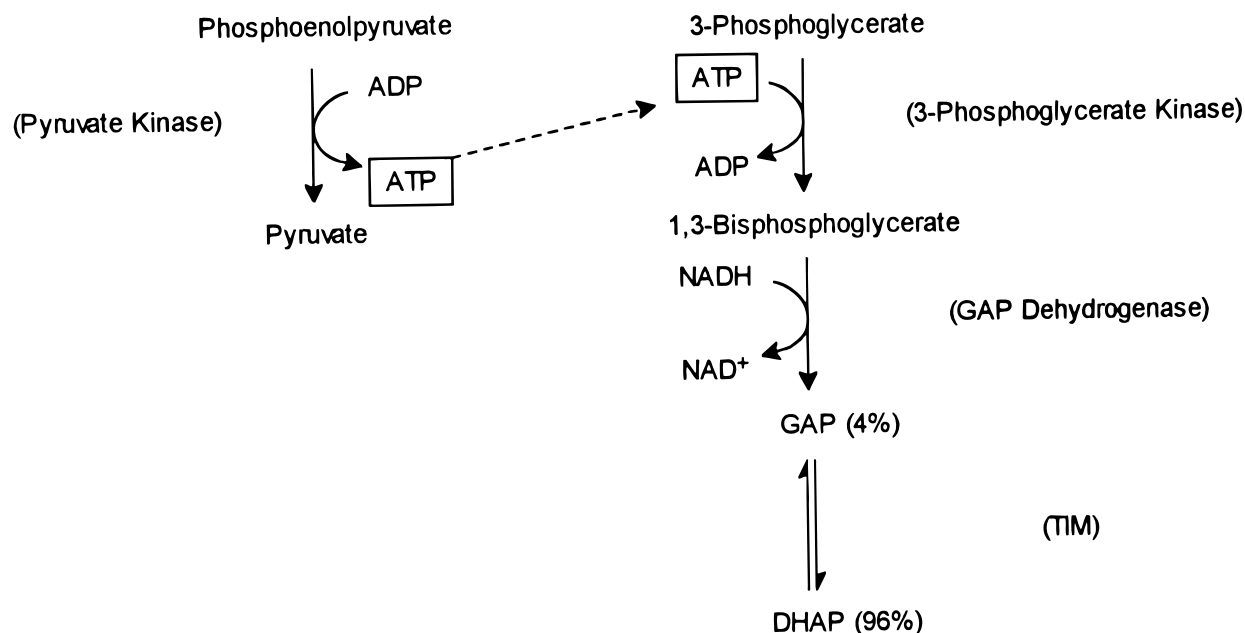 Phosphoenolpyruvate
ADP
(Pyruvate Kinase)
ATP
Pyruvate
3-Phosphoglycerate
ATP
(3-Phosphoglycerate Kinase)
ADP
1,3-Bisphosphoglycerate
NADH
(GAP Dehydrogenase)
NAD⁺
GAP (4%)
(TIM)
DHAP (96%)